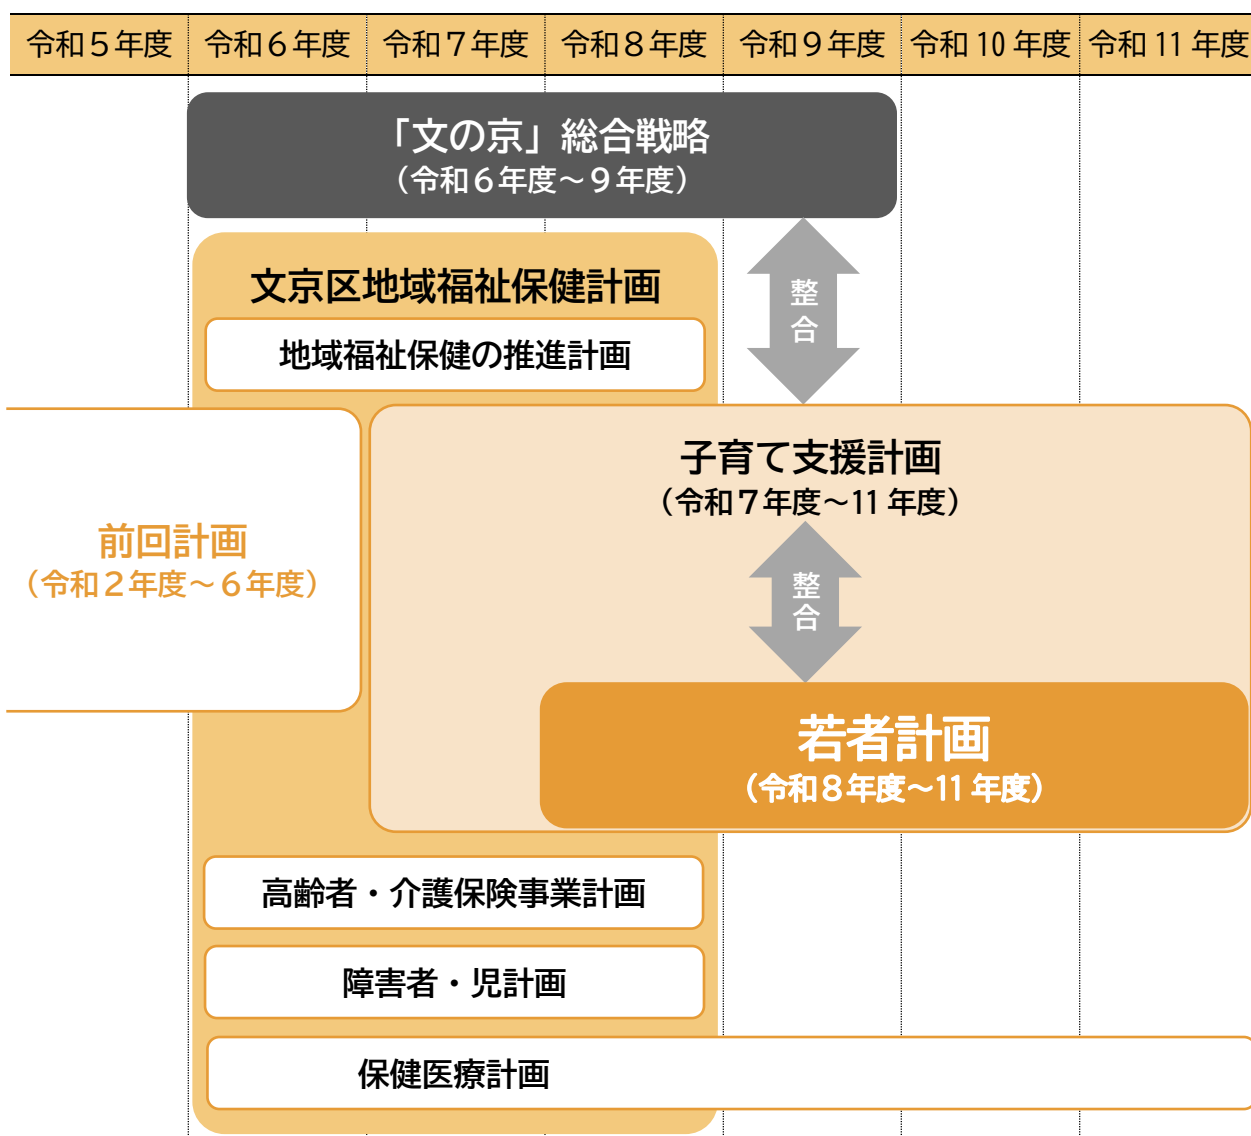 令和５年度 令和６年度 令和７年度 令和８年度 令和９年度 令和 10 年度 令和 11 年度
「文の京」総合戦略
（令和６年度～９年度）
文京区地域福祉保健計画
地域福祉保健の推進計画
整合
前回計画
（令和２年度～６年度）
子育て支援計画
（令和７年度～11 年度）
整合
若者計画
（令和８年度～11 年度）
高齢者・介護保険事業計画
障害者・児計画
保健医療計画